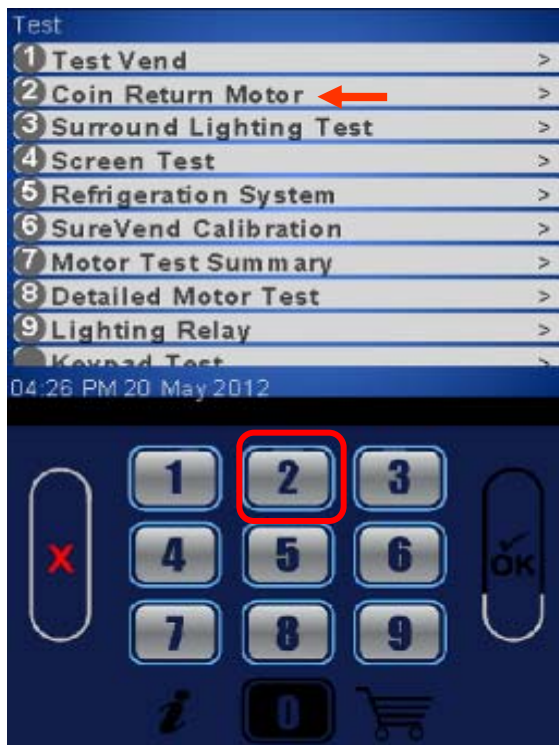 Test
1 Test Vend >
2 Coin Return Motor >
3 Surround Lighting Test >
4 Screen Test >
5 Refrigeration System >
6 SureVend Calibration >
7 Motor Test Summary >
8 Detailed Motor Test >
9 Lighting Relay >
Keypad Test >
04:26 PM 20 May 2012
1 2 3
X 4 5 6 OK
7 8 9
i 0